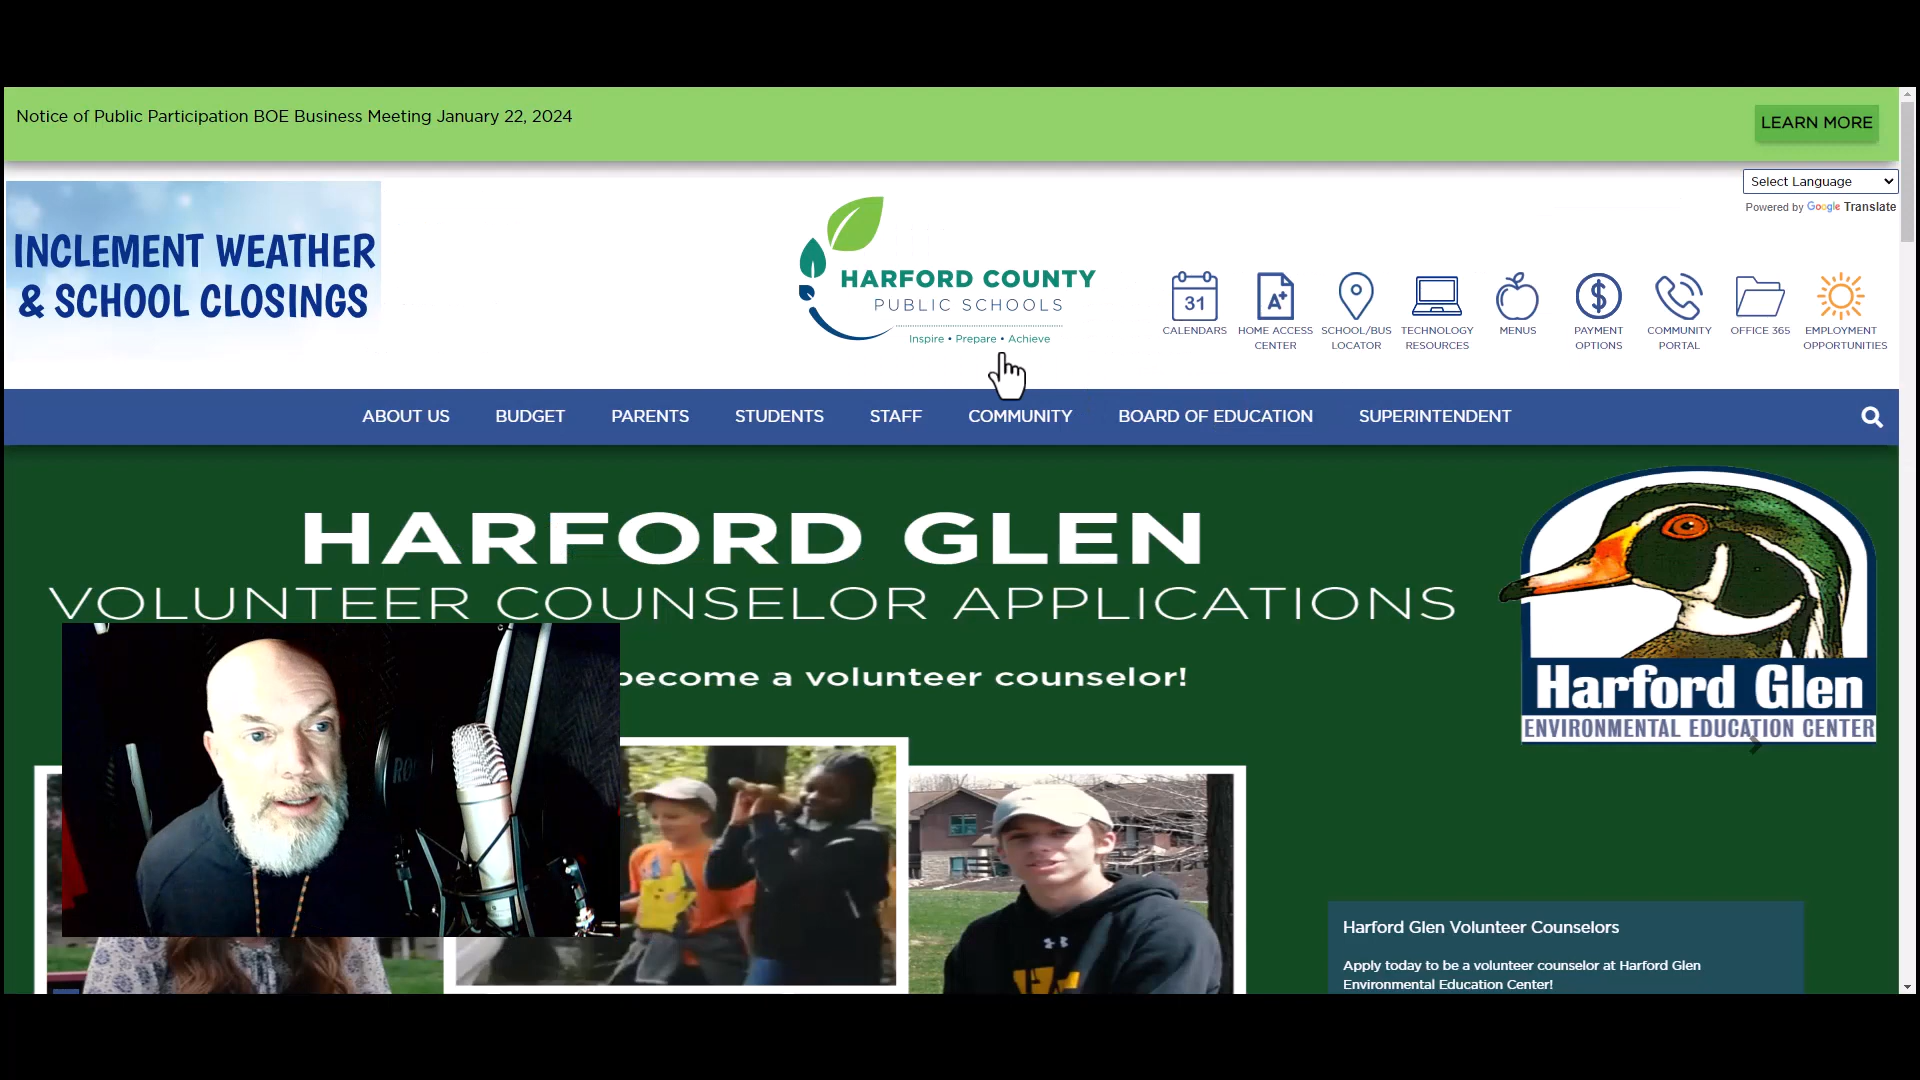 Notice of Public Participation BOE Business Meeting January 22, 2024
LEARN MORE
Select Language
Powered by Google Translate
INCLEMENT WEATHER
& SCHOOL CLOSINGS
HARFORD COUNTY
PUBLIC SCHOOLS
Inspire • Prepare • Achieve
31
CALENDARS
A+
HOME ACCESS
CENTER
SCHOOL/BUS
LOCATOR
TECHNOLOGY
RESOURCES
MENUS
$
PAYMENT
OPTIONS
COMMUNITY
PORTAL
OFFICE 365
EMPLOYMENT
OPPORTUNITIES
ABOUT US
BUDGET
PARENTS
STUDENTS
STAFF
COMMUNITY
BOARD OF EDUCATION
SUPERINTENDENT
HARFORD GLEN
VOLUNTEER COUNSELOR APPLICATIONS
become a volunteer counselor!
Harford Glen
ENVIRONMENTAL EDUCATION CENTER
Harford Glen Volunteer Counselors
Apply today to be a volunteer counselor at Harford Glen
Environmental Education Center!